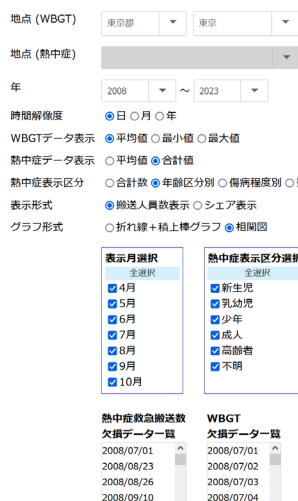 地点 (WBGT) 東京都 東京
地点 (熱中症)
年 2008 ～ 2023
時間解像度 日 月 年
WBGTデータ表示 平均値 最小値 最大値
熱中症データ表示 平均値 合計値
熱中症表示区分 合計数 年齢区分別 傷病程度別
表示形式 搬送人員数表示 シェア表示
グラフ形式 折れ線＋積上棒グラフ 相関図
表示月選択
全選択
4月
5月
6月
7月
8月
9月
10月
熱中症表示区分選択
全選択
新生児
乳幼児
少年
成人
高齢者
不明
熱中症救急搬送数
欠損データ一覧
2008/07/01
2008/08/23
2008/08/26
2008/09/10
WBGT
欠損データ一覧
2008/07/01
2008/07/02
2008/07/03
2008/07/04